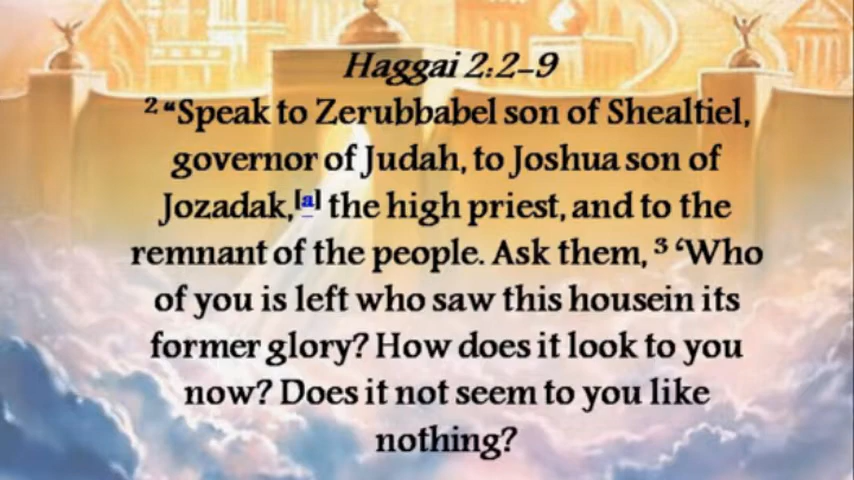 Haggai 2:2–9
2 “Speak to Zerubbabel son of Shealtiel,
governor of Judah, to Joshua son of
Jozadak,[a] the high priest, and to the
remnant of the people. Ask them, 3 ‘Who
of you is left who saw this housein its
former glory? How does it look to you
now? Does it not seem to you like
nothing?